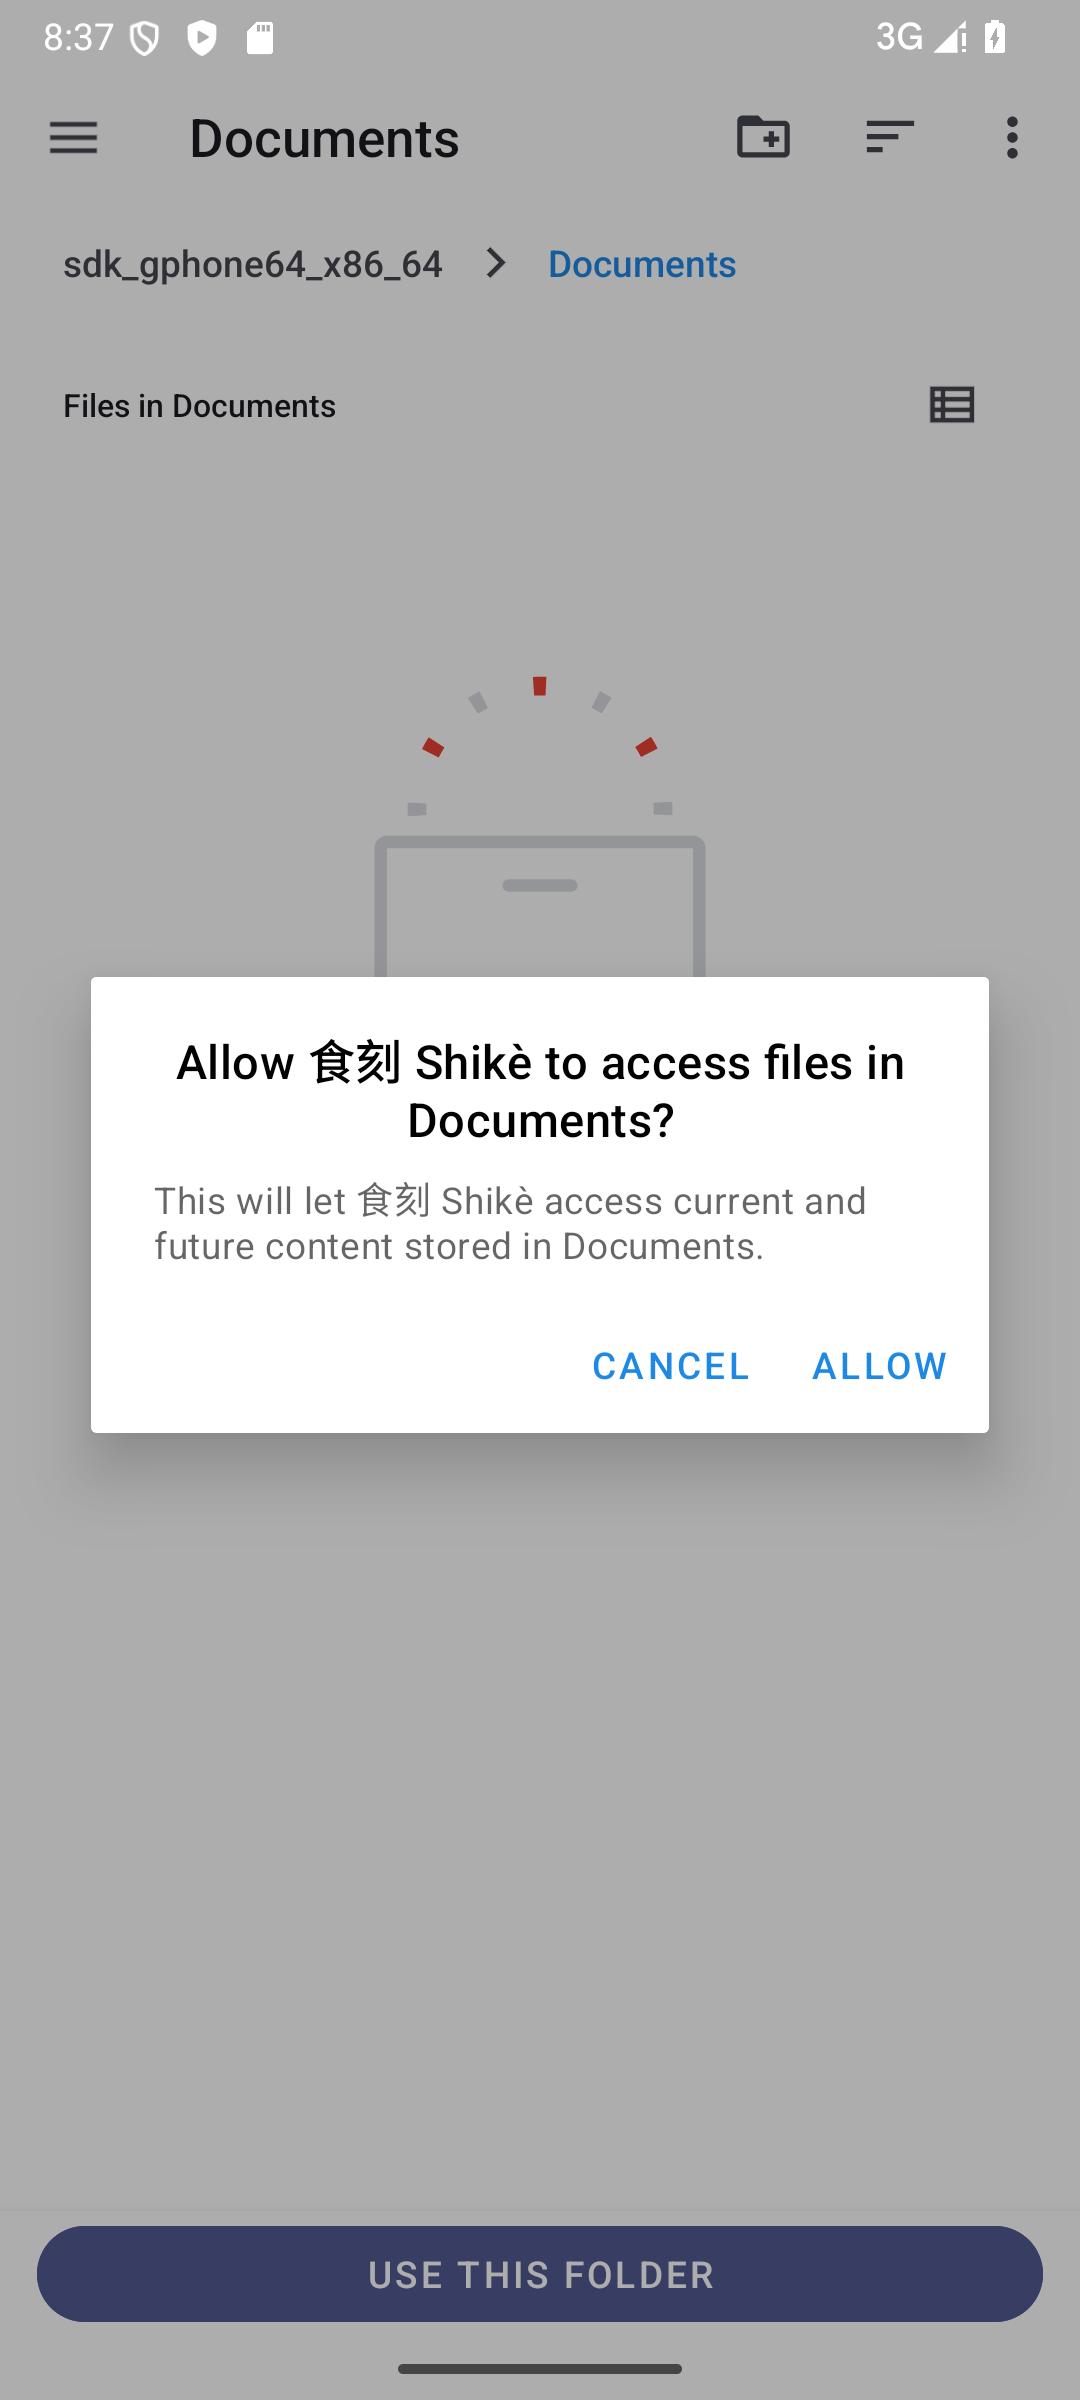 8:37
3G
Documents
sdk_gphone64_x86_64 > Documents
Files in Documents
Allow 食刻 Shikè to access files in
Documents?
This will let 食刻 Shikè access current and
future content stored in Documents.
CANCEL ALLOW
USE THIS FOLDER